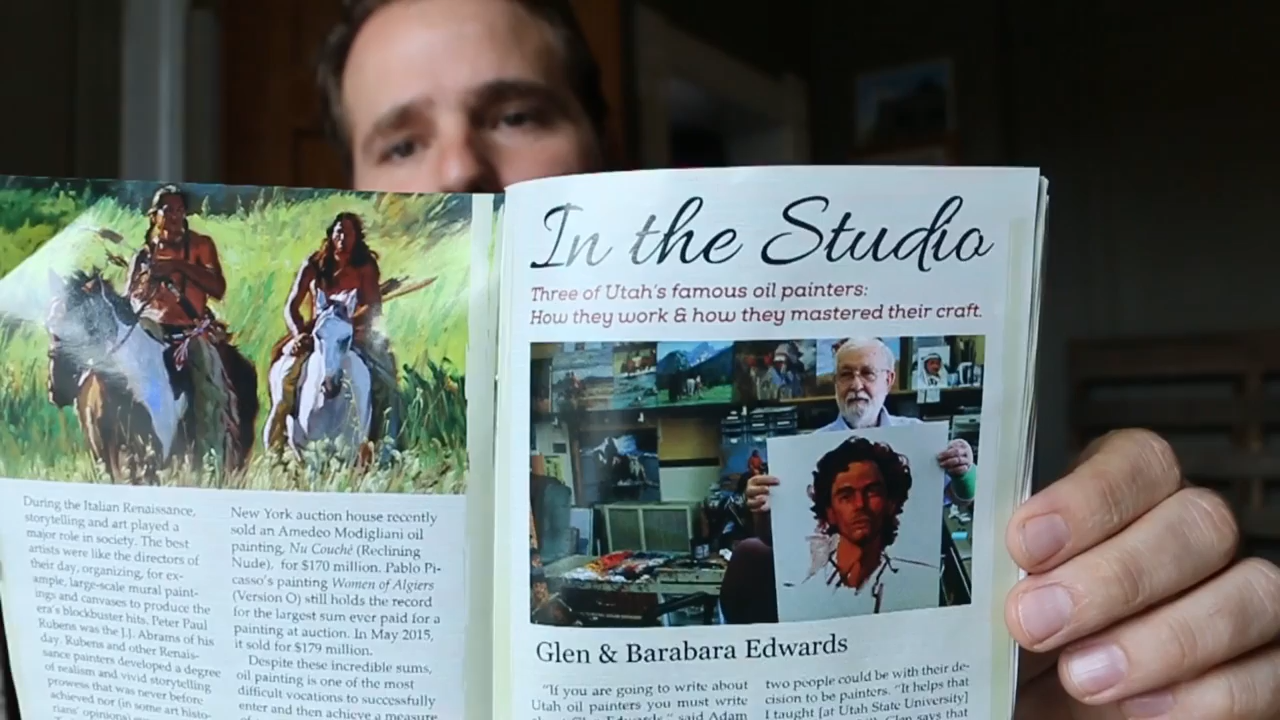 During the Italian Renaissance,
storytelling and art played a
major role in society. The best
artists were like the directors of
their day, organizing, for ex-
ample, large-scale mural paint-
ings and canvases to produce the
era's blockbuster hits. Peter Paul
Rubens was the J.J. Abrams of his
day. Rubens and other Renais-
sance painters developed a degree
of realism and vivid storytelling
prowess that was never before
achieved nor (in some art histo-
rians' opinions)
New York auction house recently
sold an Amedeo Modigliani oil
painting, Nu Couché (Reclining
Nude), for $170 million. Pablo Pi-
casso's painting Women of Algiers
(Version O) still holds the record
for the largest sum ever paid for a
painting at auction. In May 2015,
it sold for $179 million.
Despite these incredible sums,
oil painting is one of the most
difficult vocations to successfully
enter and then achieve a measure
In the Studio
Three of Utah's famous oil painters:
How they work & how they mastered their craft.
Glen & Barabara Edwards
"If you are going to write about
Utah oil painters you must write
Edwards," said Adam
two people could be with their de-
cision to be painters. "It helps that
I taught [at Utah State University]
Glen says that